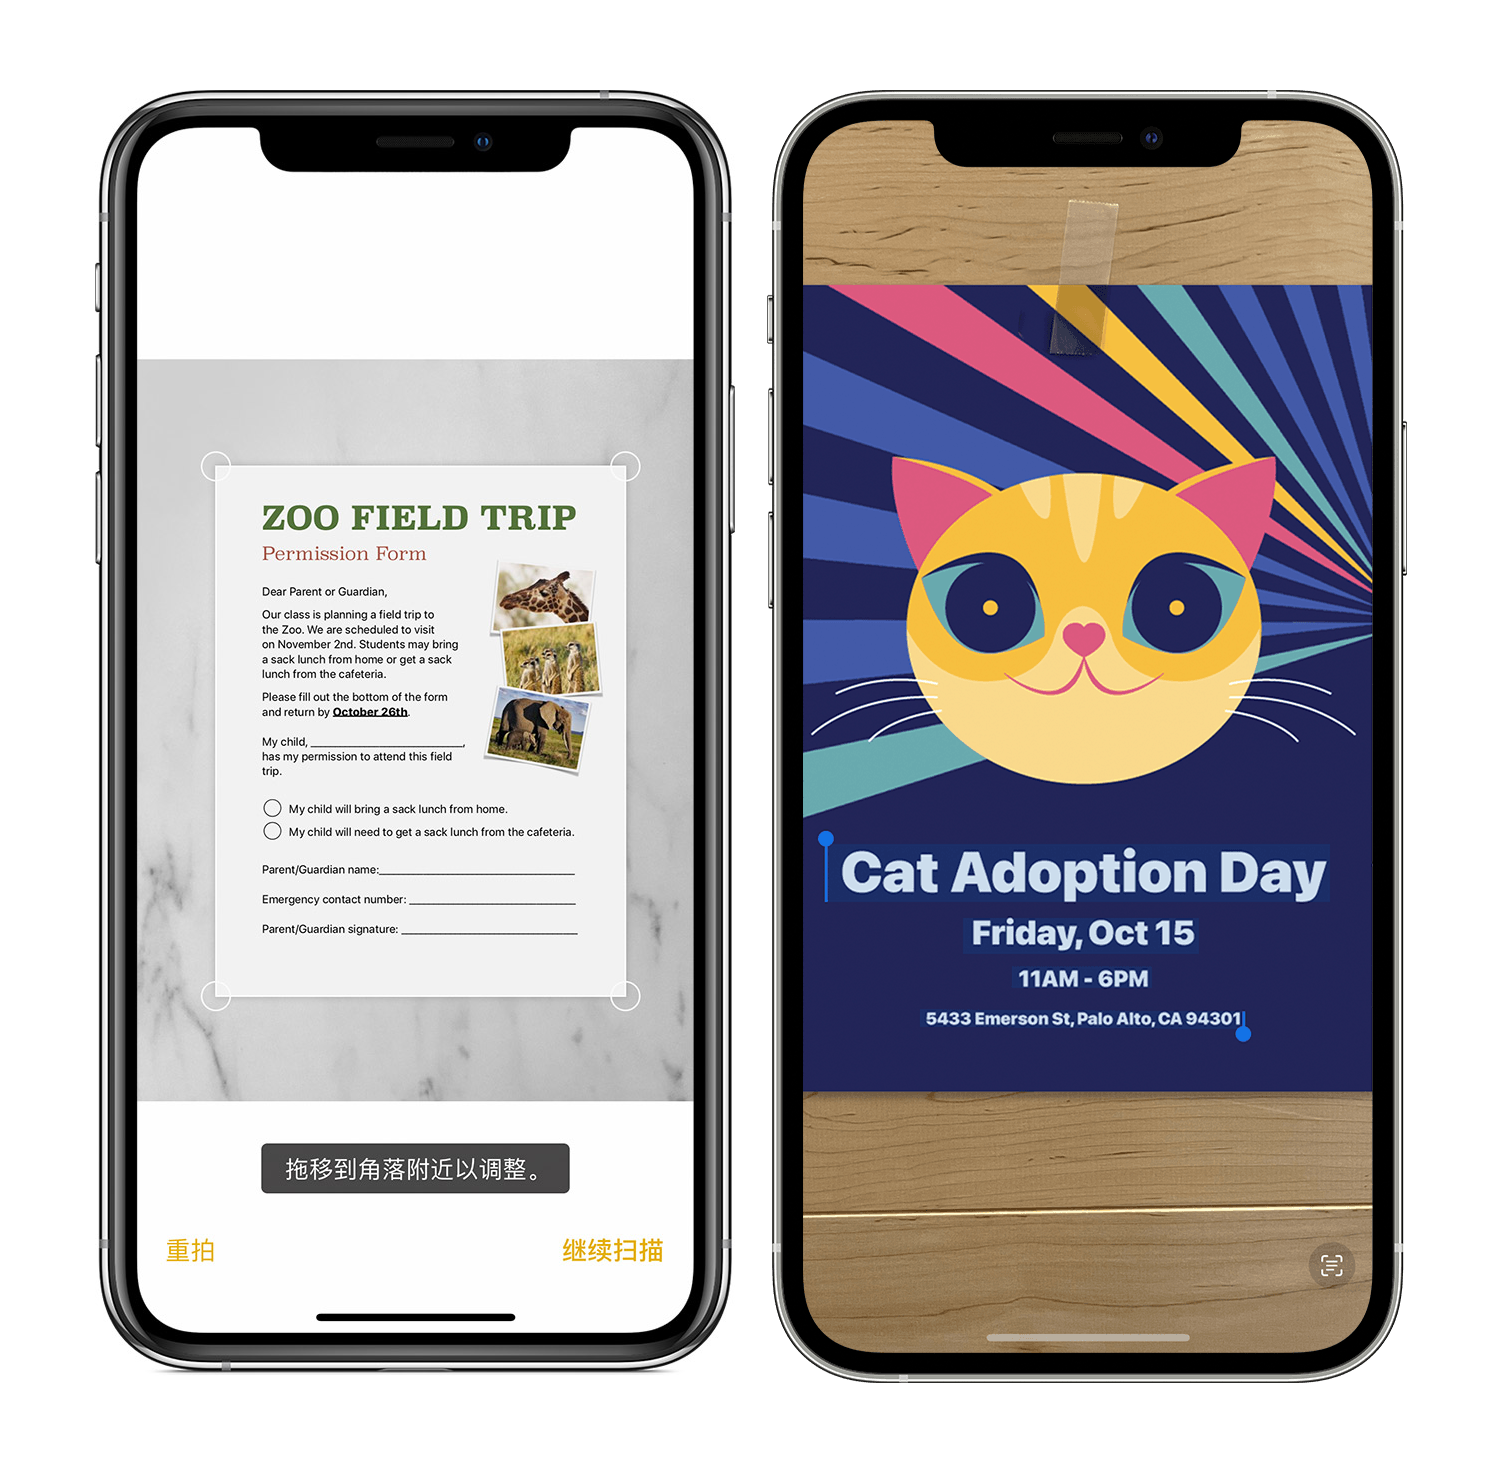 ZOO FIELD TRIP
Permission Form
Dear Parent or Guardian,
Our class is planning a field trip to
the Zoo. We are scheduled to visit
on November 2nd. Students may bring
a sack lunch from home or get a sack
lunch from the cafeteria.
Please fill out the bottom of the form
and return by October 26th.
My child, ________________________,
has my permission to attend this field
trip.
My child will bring a sack lunch from home.
My child will need to get a sack lunch from the cafeteria.
Parent/Guardian name:________________________________
Emergency contact number: ___________________________
Parent/Guardian signature: ____________________________
拖移到角落附近以调整。
重拍
继续扫描
Cat Adoption Day
Friday, Oct 15
11AM - 6PM
5433 Emerson St, Palo Alto, CA 94301